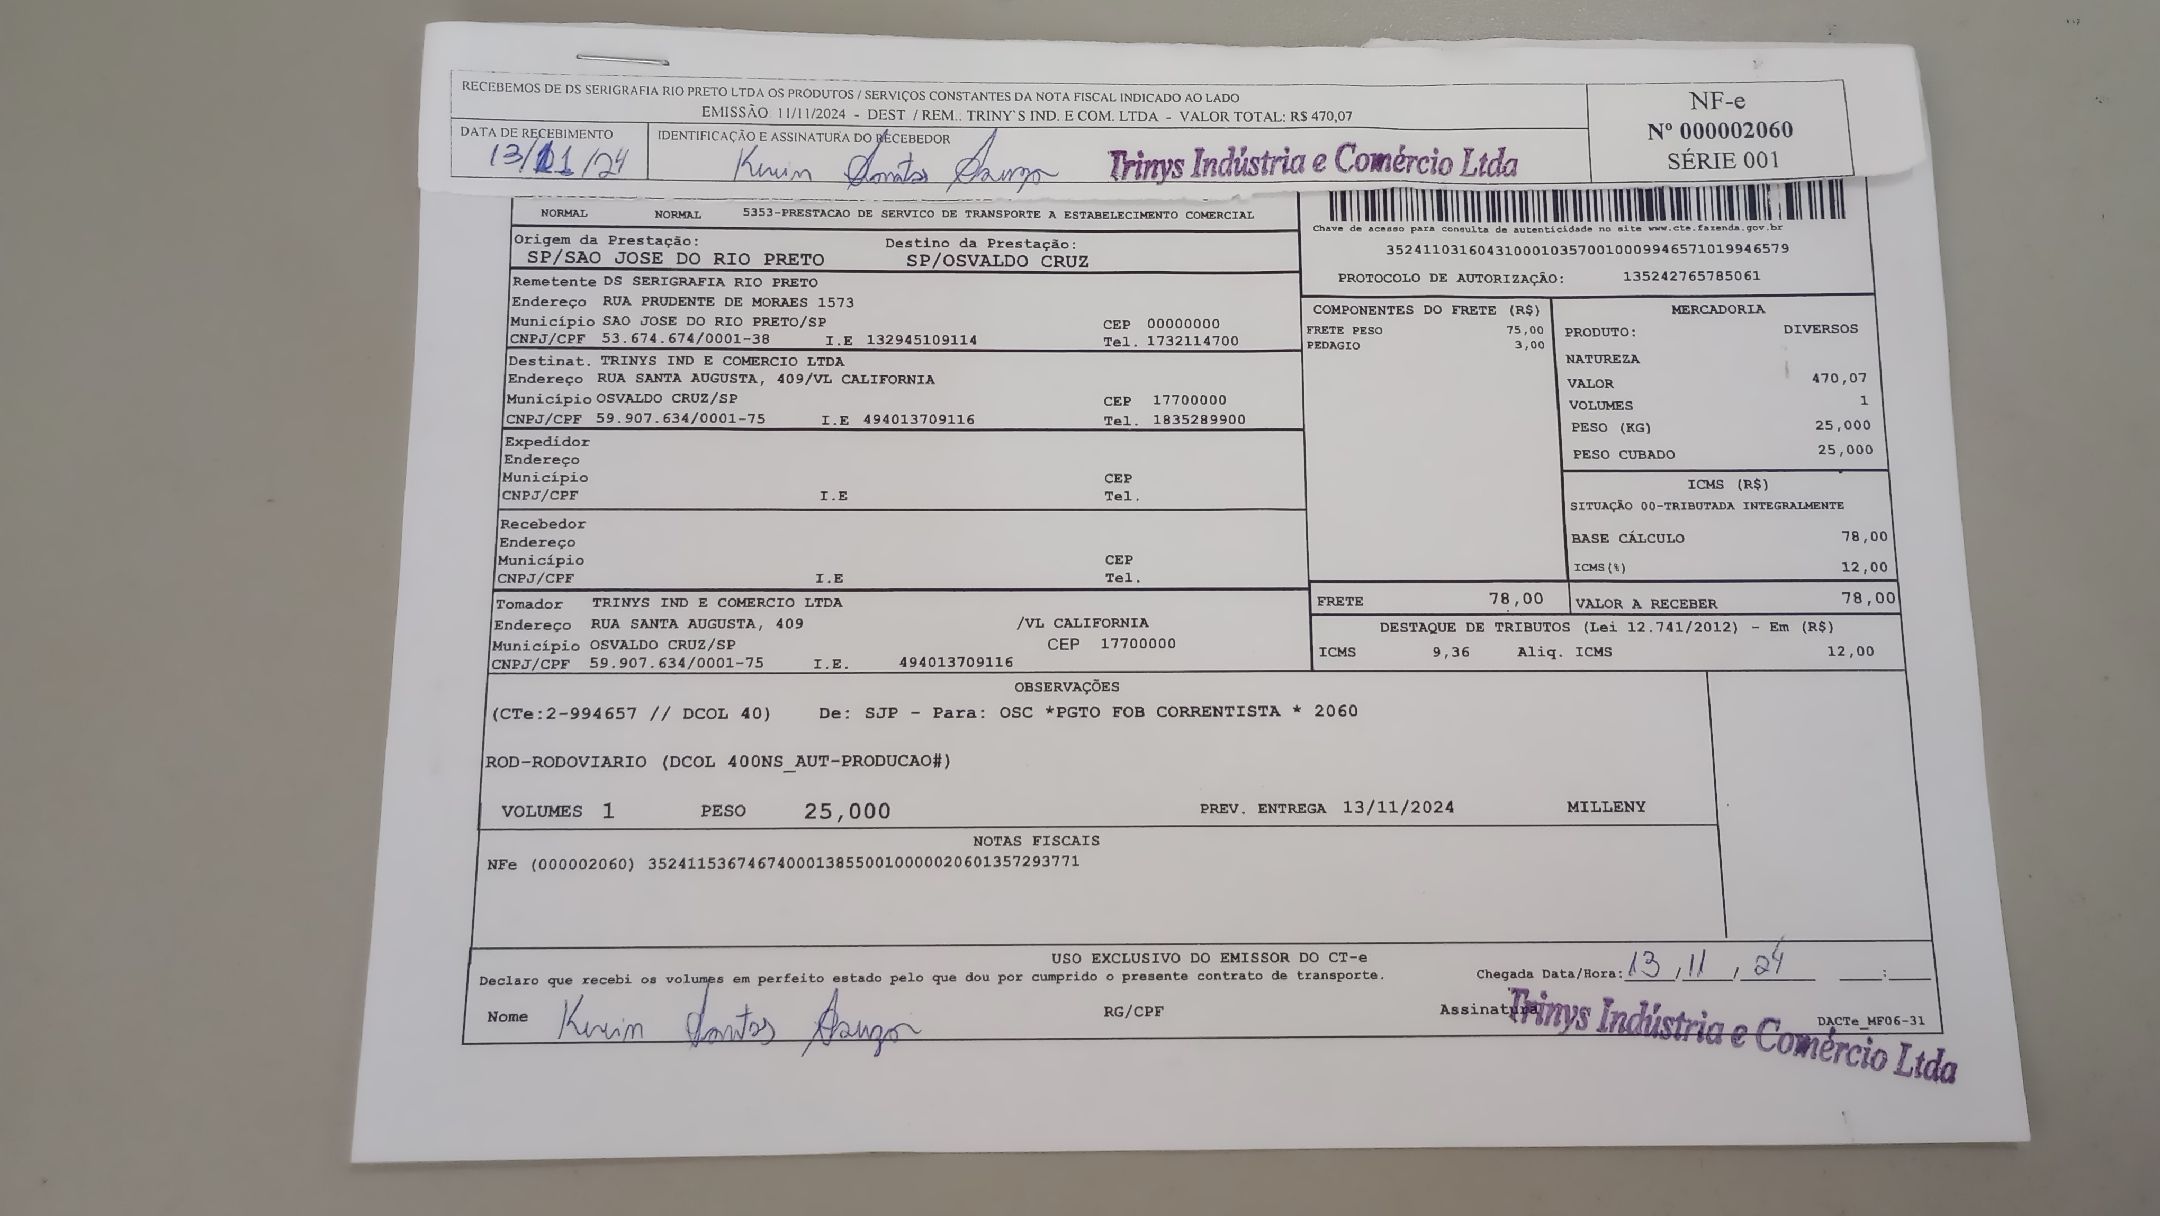 RECEBEMOS DE DS SERIGRAFIA RIO PRETO LTDA OS PRODUTOS / SERVIÇOS CONSTANTES DA NOTA FISCAL INDICADO AO LADO
EMISSÃO: 11/11/2024 - DEST / REM.: TRINY`S IND. E COM. LTDA - VALOR TOTAL: R$ 470,07
NF-e
Nº 000002060
SÉRIE 001
DATA DE RECEBIMENTO
13/11/24
IDENTIFICAÇÃO E ASSINATURA DO RECEBEDOR
Santos
Trinys Indústria e Comércio Ltda
NORMAL NORMAL 5353-PRESTACAO DE SERVICO DE TRANSPORTE A ESTABELECIMENTO COMERCIAL
Chave de acesso para consulta de autenticidade no site www.cte.fazenda.gov.br
35241103160431000103570010009946571019946579
PROTOCOLO DE AUTORIZAÇÃO: 135242765785061
Origem da Prestação: Destino da Prestação:
SP/SAO JOSE DO RIO PRETO SP/OSVALDO CRUZ
Remetente DS SERIGRAFIA RIO PRETO
Endereço RUA PRUDENTE DE MORAES 1573
Município SAO JOSE DO RIO PRETO/SP CEP 00000000
CNPJ/CPF 53.674.674/0001-38 I.E 132945109114 Tel. 1732114700
Destinat. TRINYS IND E COMERCIO LTDA
Endereço RUA SANTA AUGUSTA, 409/VL CALIFORNIA
Município OSVALDO CRUZ/SP CEP 17700000
CNPJ/CPF 59.907.634/0001-75 I.E 494013709116 Tel. 1835289900
Expedidor
Endereço
Município CEP
CNPJ/CPF I.E Tel.
Recebedor
Endereço
Município CEP
CNPJ/CPF I.E Tel.
Tomador TRINYS IND E COMERCIO LTDA
Endereço RUA SANTA AUGUSTA, 409 /VL CALIFORNIA
Município OSVALDO CRUZ/SP CEP 17700000
CNPJ/CPF 59.907.634/0001-75 I.E. 494013709116
COMPONENTES DO FRETE (R$)
FRETE PESO 75,00
PEDAGIO 3,00
MERCADORIA
PRODUTO: DIVERSOS
NATUREZA
VALOR 470,07
VOLUMES 1
PESO (KG) 25,000
PESO CUBADO 25,000
ICMS (R$)
SITUAÇÃO 00-TRIBUTADA INTEGRALMENTE
BASE CÁLCULO 78,00
ICMS(%) 12,00
FRETE 78,00 VALOR A RECEBER 78,00
DESTAQUE DE TRIBUTOS (Lei 12.741/2012) - Em (R$)
ICMS 9,36 Aliq. ICMS 12,00
OBSERVAÇÕES
(CTe:2-994657 // DCOL 40) De: SJP - Para: OSC *PGTO FOB CORRENTISTA * 2060
ROD-RODOVIARIO (DCOL 400NS_AUT-PRODUCAO#)
VOLUMES 1 PESO 25,000 PREV. ENTREGA 13/11/2024 MILLENY
NOTAS FISCAIS
NFe (000002060) 35241153674674000138550010000020601357293771
USO EXCLUSIVO DO EMISSOR DO CT-e
Declaro que recebi os volumes em perfeito estado pelo que dou por cumprido o presente contrato de transporte.
Chegada Data/Hora: 13/11/24 __:__
Nome Santos RG/CPF Assinatura
Trinys Indústria e Comércio Ltda
DACTe_MF06-31